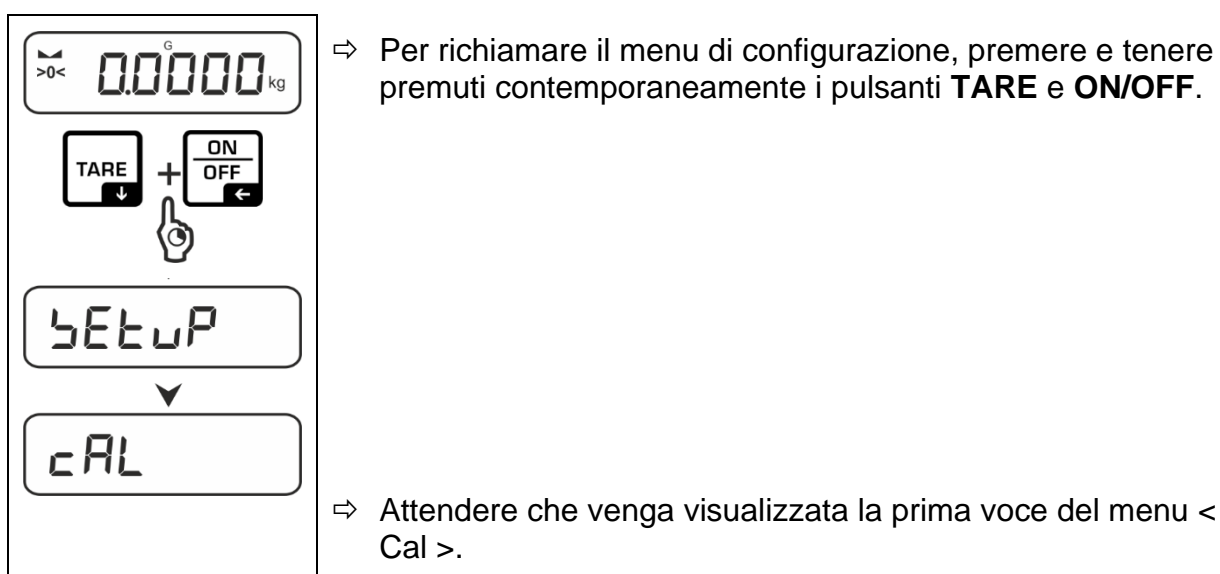 >0<
G
0.0000 kg
⇨ Per richiamare il menu di configurazione, premere e tenere
premuti contemporaneamente i pulsanti TARE e ON/OFF.
TARE
↓
+
ON
OFF
←
SEtuP
cAL
⇨ Attendere che venga visualizzata la prima voce del menu <
Cal >.